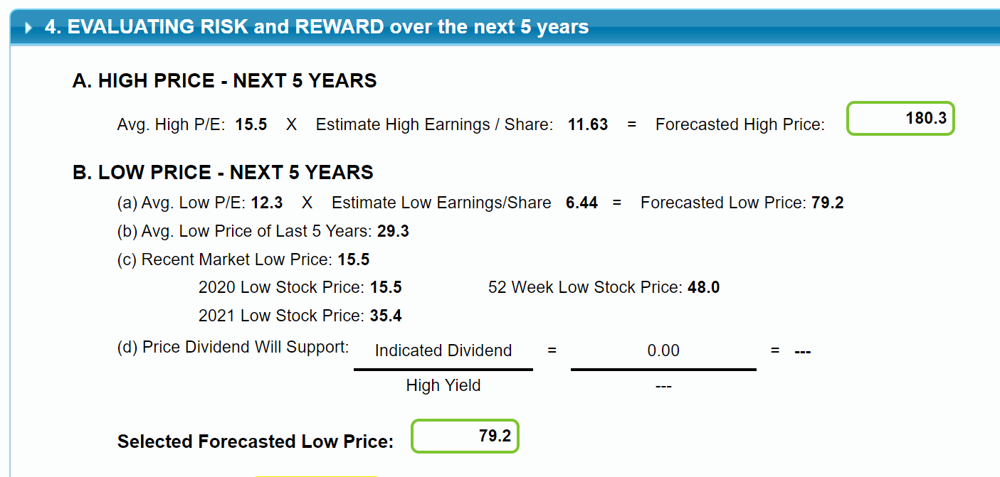 4. EVALUATING RISK and REWARD over the next 5 years
A. HIGH PRICE - NEXT 5 YEARS
Avg. High P/E: 15.5 X Estimate High Earnings / Share: 11.63 = Forecasted High Price: 180.3
B. LOW PRICE - NEXT 5 YEARS
(a) Avg. Low P/E: 12.3 X Estimate Low Earnings/Share 6.44 = Forecasted Low Price: 79.2
(b) Avg. Low Price of Last 5 Years: 29.3
(c) Recent Market Low Price: 15.5
2020 Low Stock Price: 15.5 52 Week Low Stock Price: 48.0
2021 Low Stock Price: 35.4
(d) Price Dividend Will Support: Indicated Dividend = 0.00 = ---
High Yield ---
Selected Forecasted Low Price: 79.2